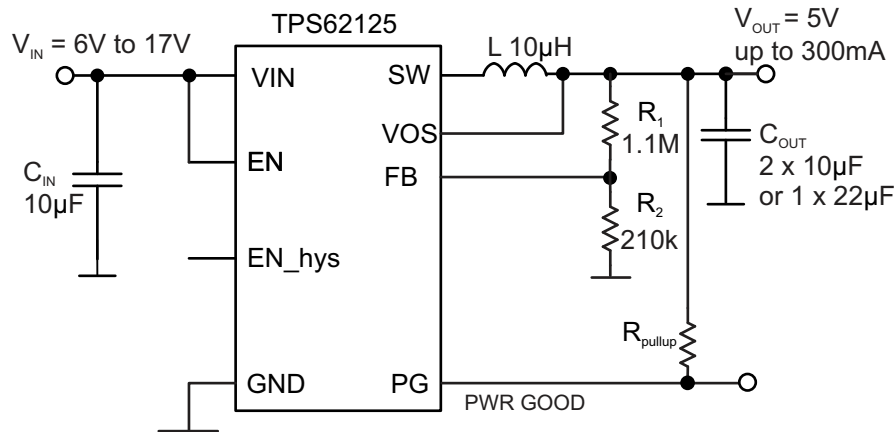 TPS62125
V_IN = 6V to 17V
V_OUT = 5V
up to 300mA
L 10µH
VIN
SW
VOS
EN
FB
EN_hys
GND
PG
C_IN
10µF
R_1
1.1M
R_2
210k
C_OUT
2 x 10µF
or 1 x 22µF
R_pullup
PWR GOOD